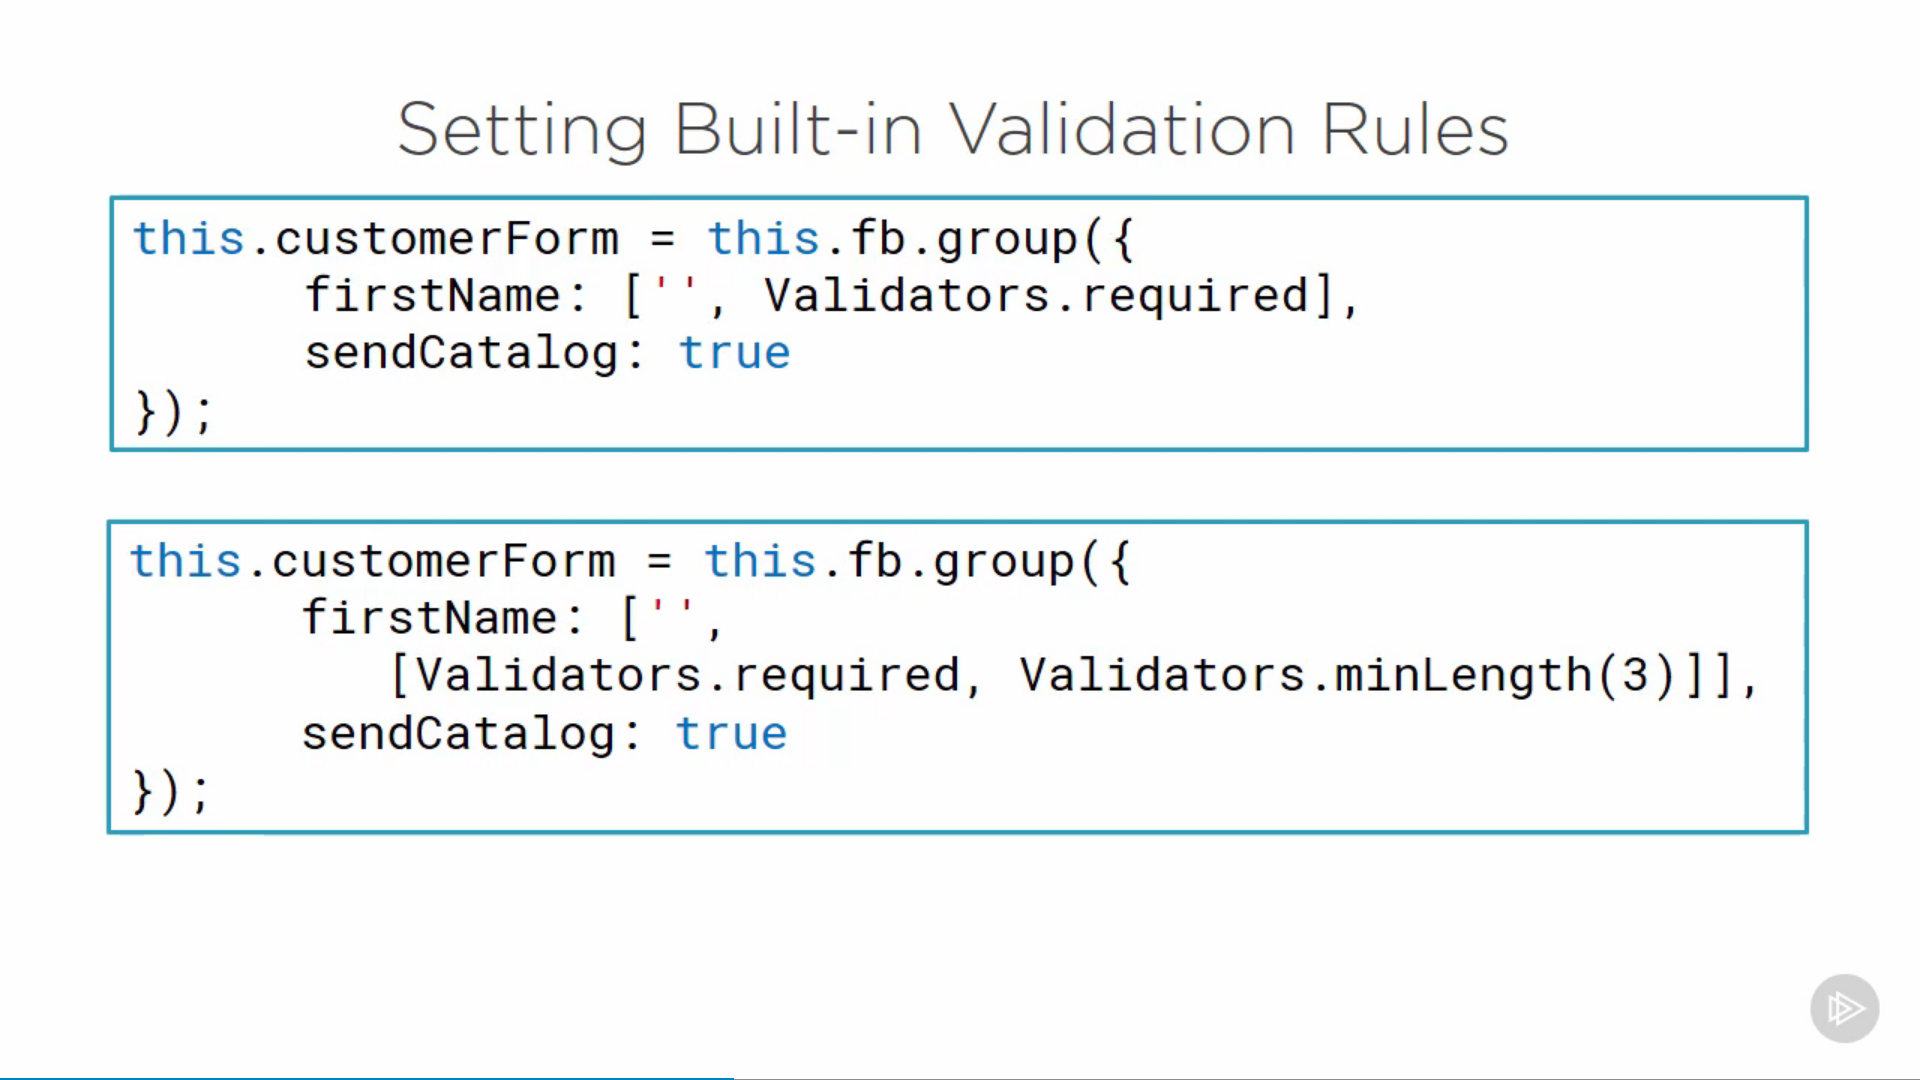 Setting Built-in Validation Rules
this.customerForm = this.fb.group({
      firstName: ['', Validators.required],
      sendCatalog: true
});
this.customerForm = this.fb.group({
      firstName: ['',
         [Validators.required, Validators.minLength(3)]],
      sendCatalog: true
});